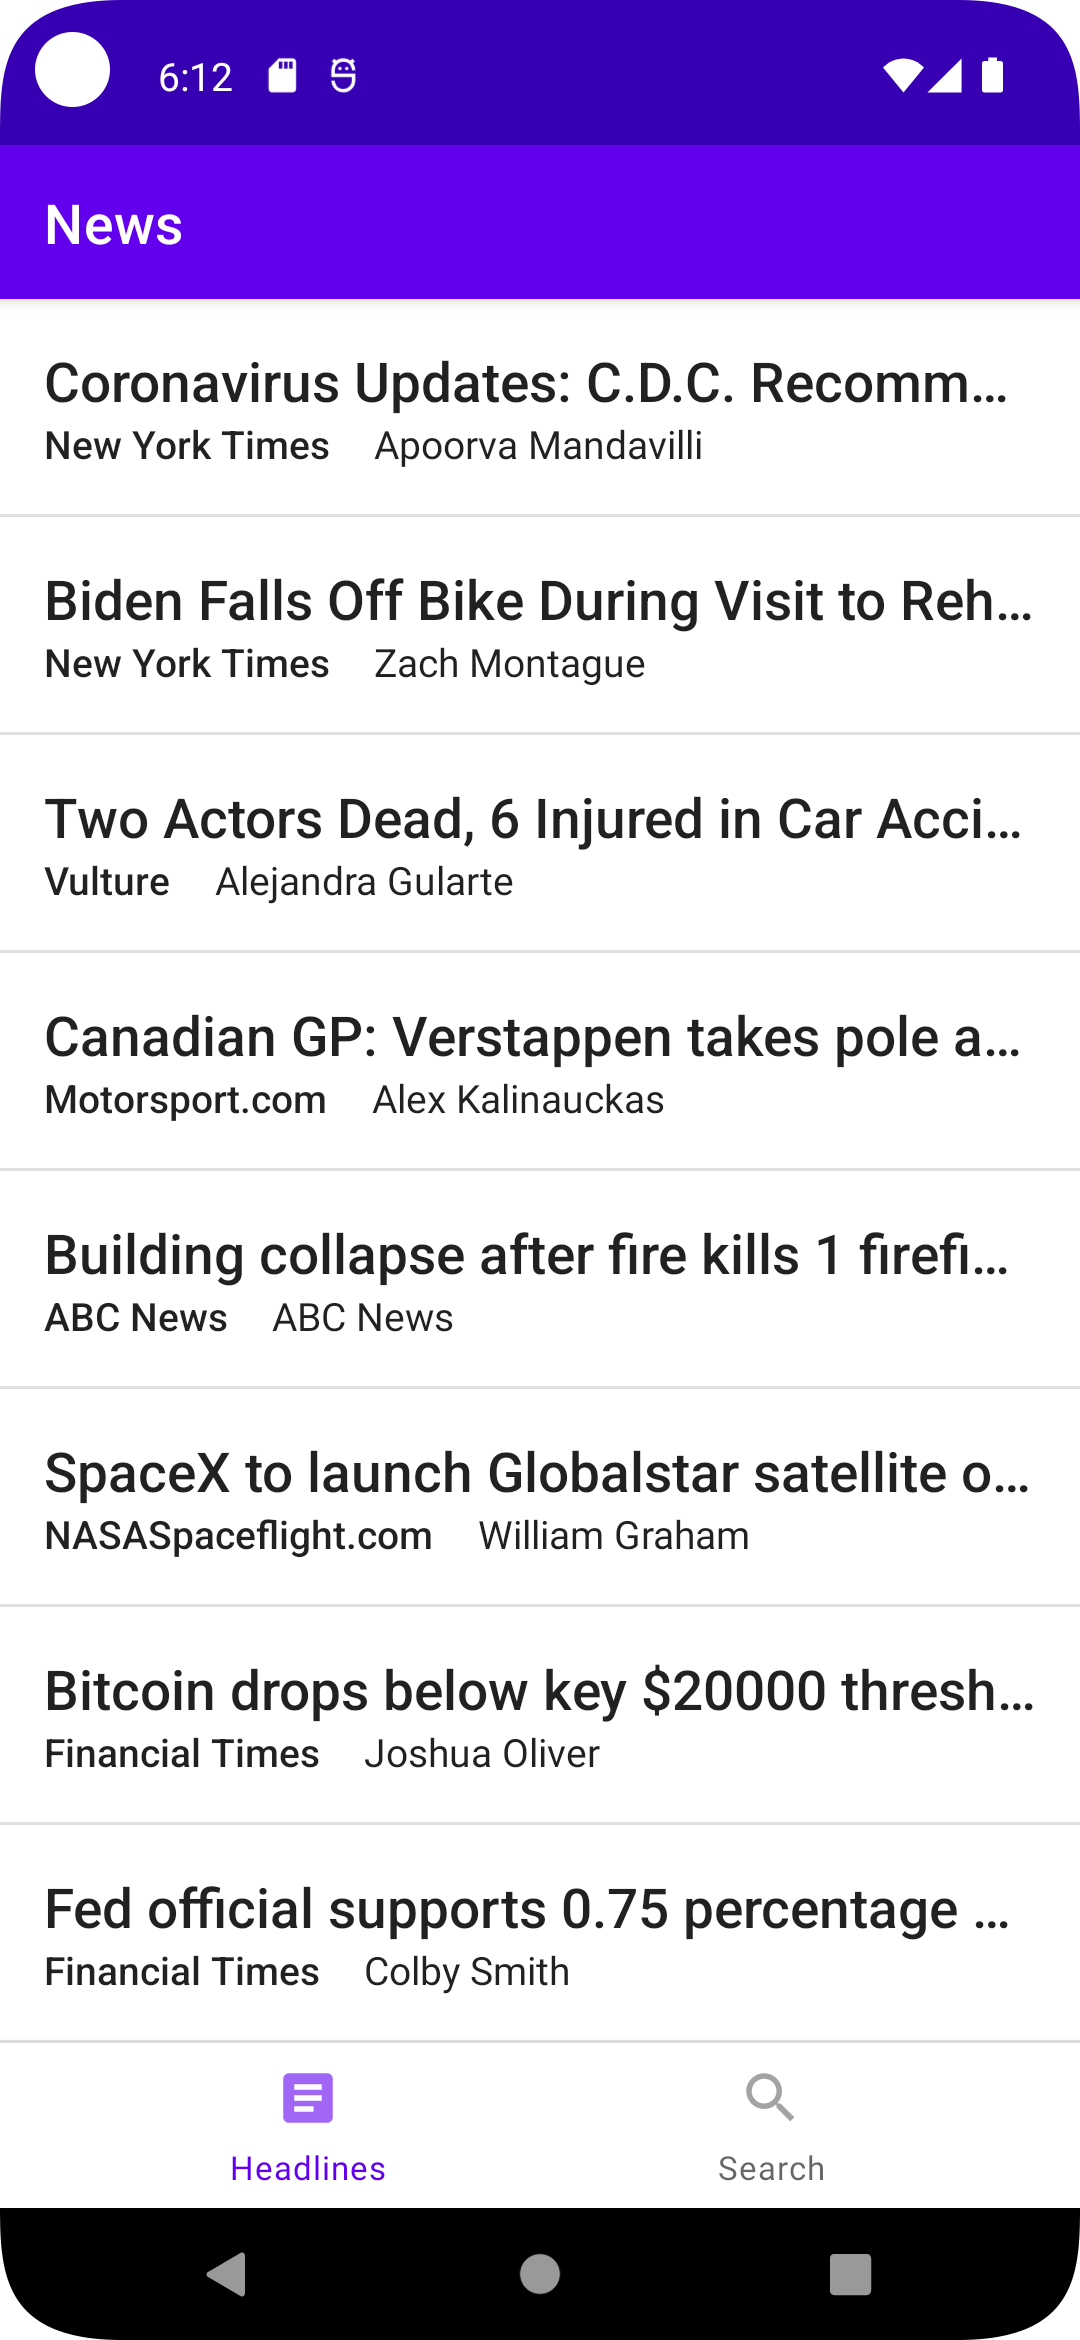 6:12
News
Coronavirus Updates: C.D.C. Recomm...
New York Times Apoorva Mandavilli
Biden Falls Off Bike During Visit to Reh...
New York Times Zach Montague
Two Actors Dead, 6 Injured in Car Acci...
Vulture Alejandra Gularte
Canadian GP: Verstappen takes pole a...
Motorsport.com Alex Kalinauckas
Building collapse after fire kills 1 firefi...
ABC News ABC News
SpaceX to launch Globalstar satellite o...
NASASpaceflight.com William Graham
Bitcoin drops below key $20000 thresh...
Financial Times Joshua Oliver
Fed official supports 0.75 percentage ...
Financial Times Colby Smith
Headlines Search